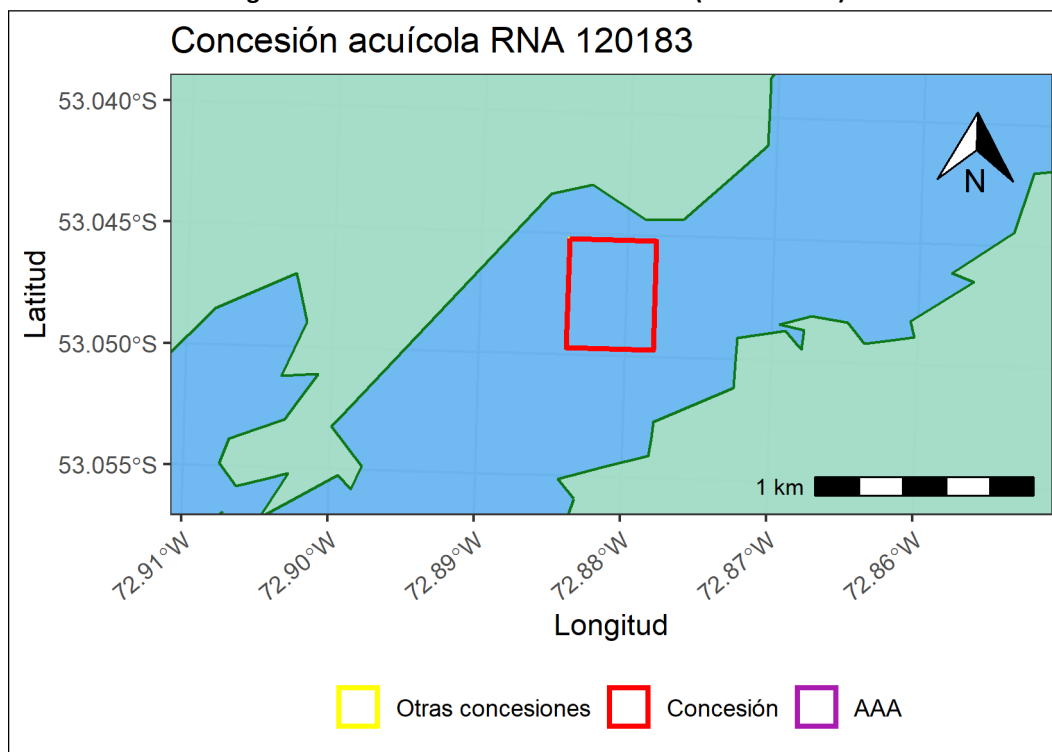 Concesión acuícola RNA 120183
53.040°S
53.045°S
53.050°S
53.055°S
Latitud
N
1 km
72.91°W
72.90°W
72.89°W
72.88°W
72.87°W
72.86°W
Longitud
Otras concesiones
Concesión
AAA